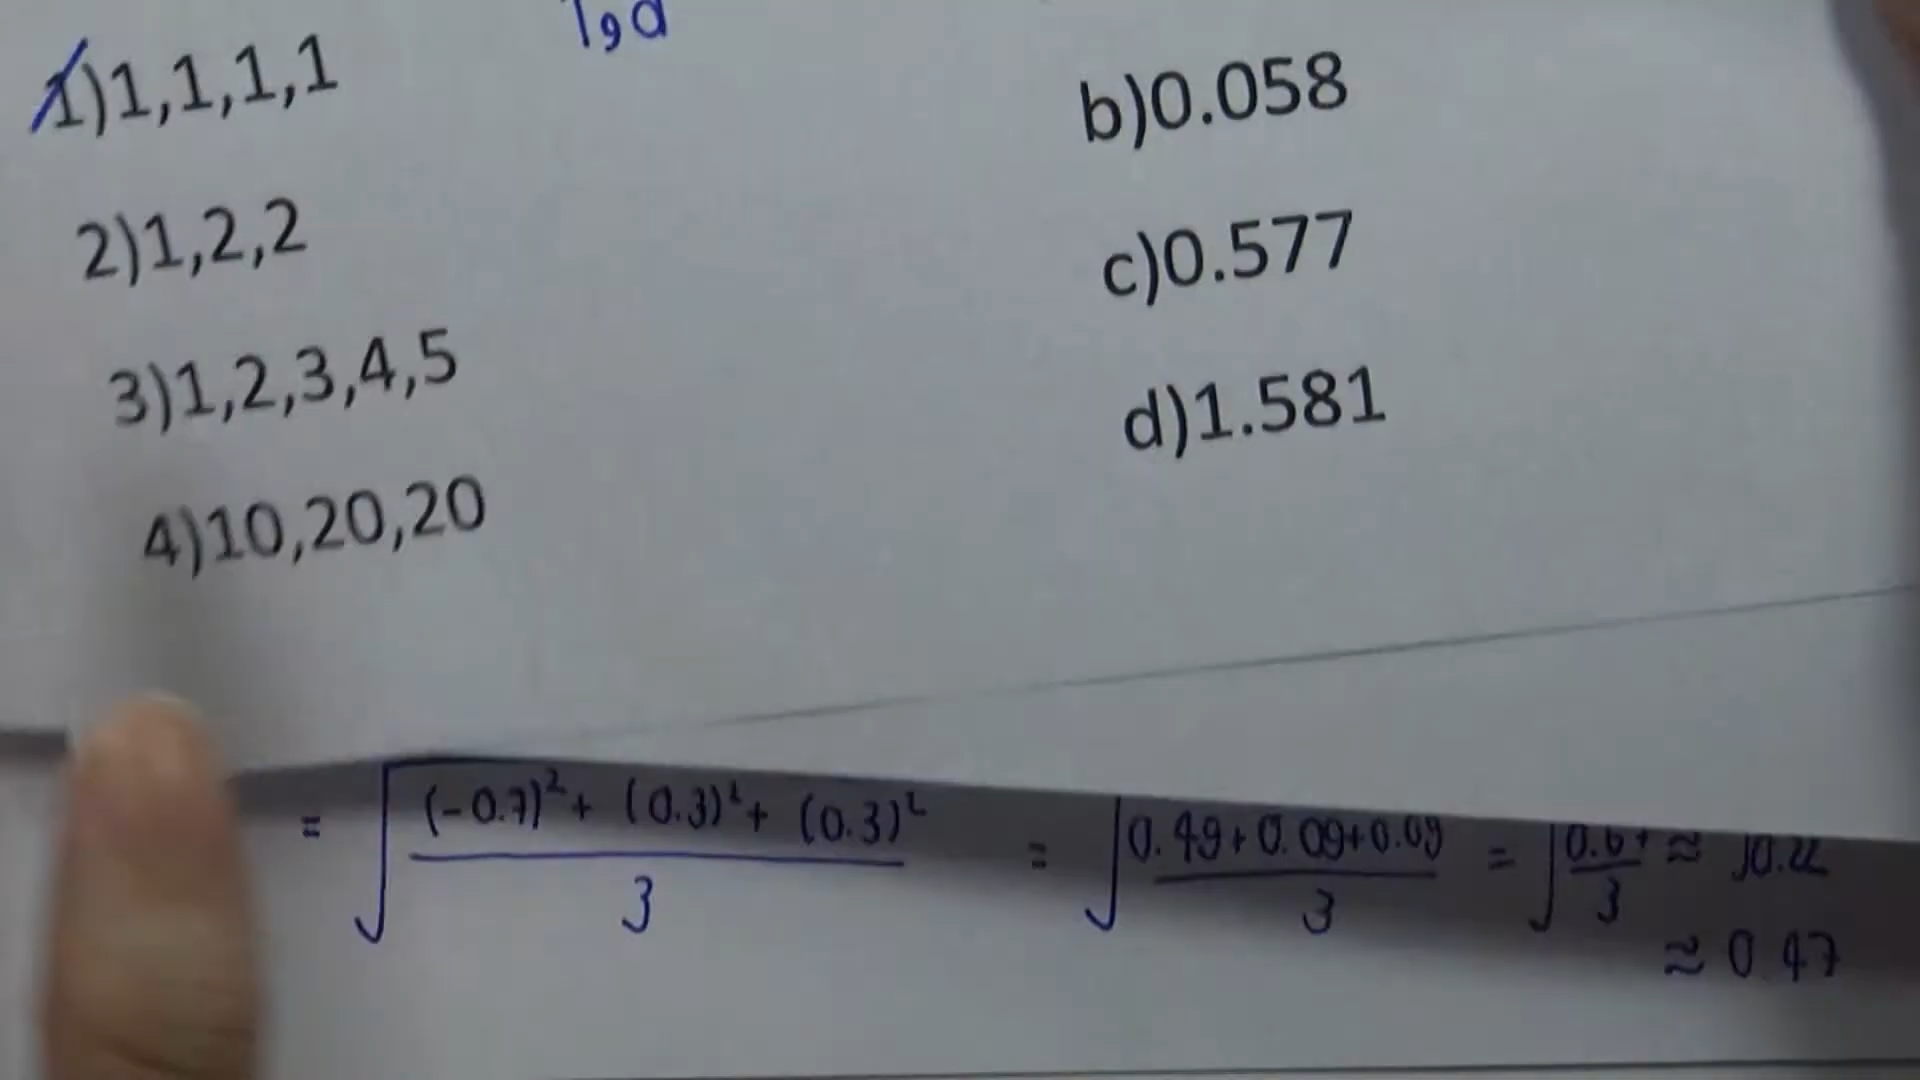 1,a
1)1,1,1,1
b)0.058
2)1,2,2
c)0.577
3)1,2,3,4,5
d)1.581
4)10,20,20
= √((-0.7)² + (0.3)² + (0.3)²)/3 = √(0.49+0.09+0.09)/3 = √0.67/3 ≈ √0.22
≈ 0.47